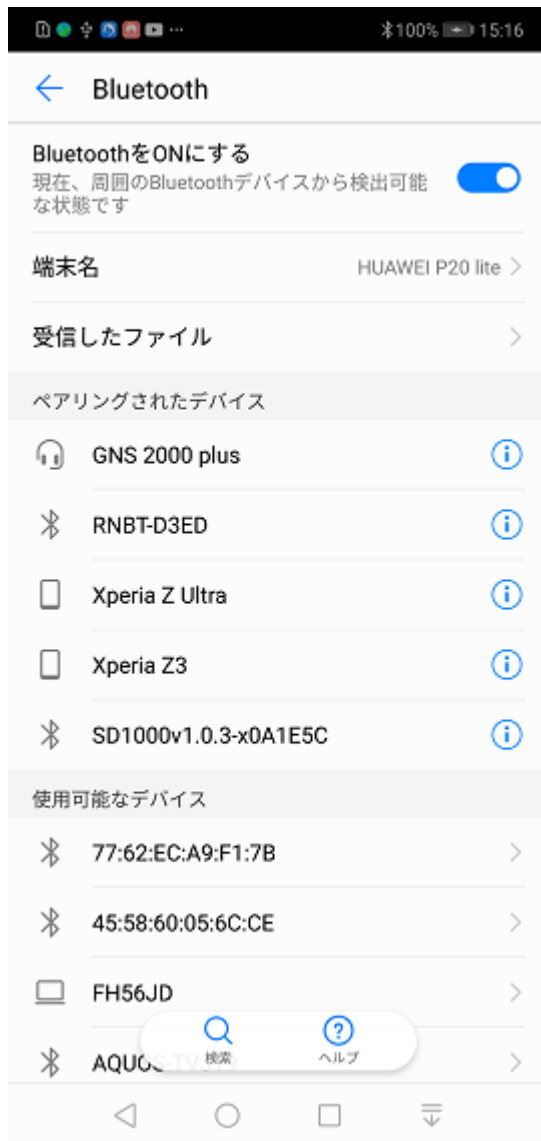 100% 15:16
Bluetooth
BluetoothをONにする
現在、周囲のBluetoothデバイスから検出可能
な状態です
端末名 HUAWEI P20 lite
受信したファイル
ペアリングされたデバイス
GNS 2000 plus
RNBT-D3ED
Xperia Z Ultra
Xperia Z3
SD1000v1.0.3-x0A1E5C
使用可能なデバイス
77:62:EC:A9:F1:7B
45:58:60:05:6C:CE
FH56JD
検索 ヘルプ